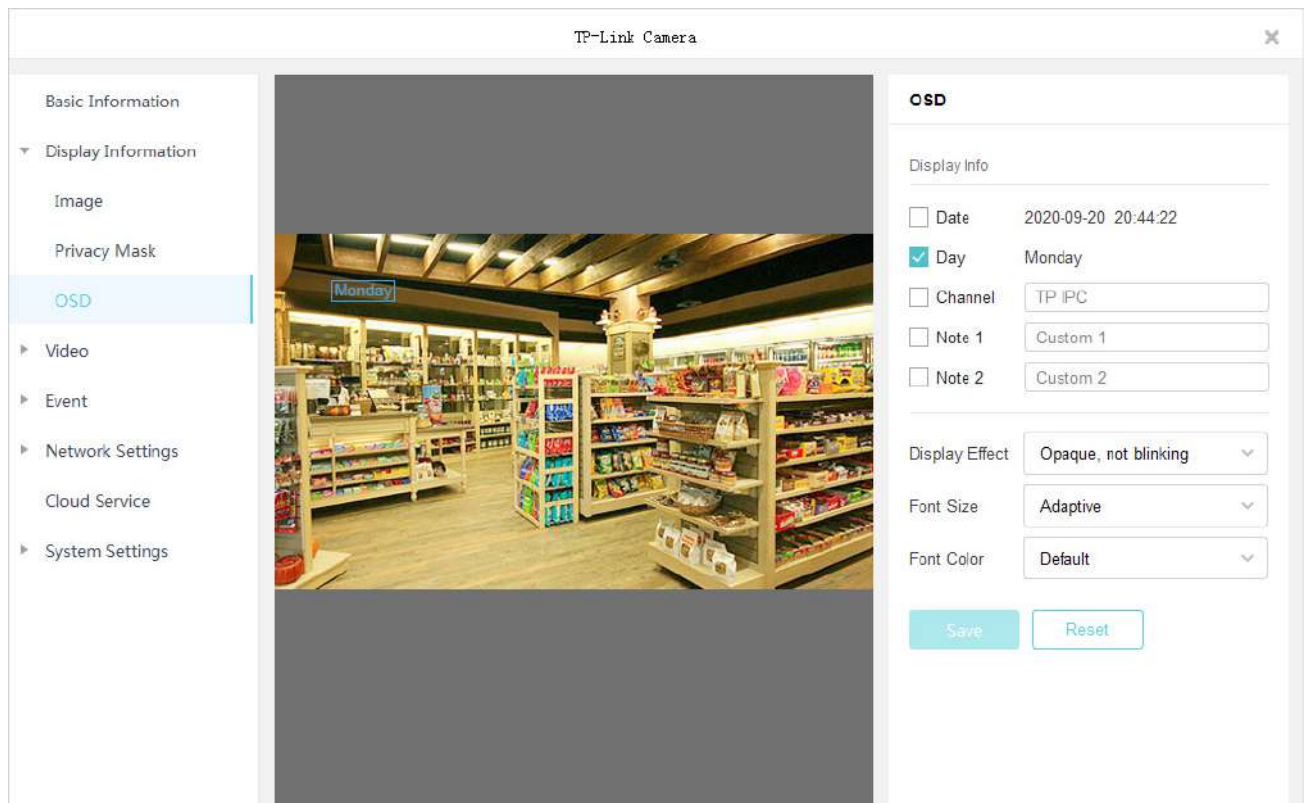 TP-Link Camera
Basic Information
Display Information
Image
Privacy Mask
OSD
Video
Event
Network Settings
Cloud Service
System Settings
Monday
OSD
Display Info
Date 2020-09-20 20:44:22
Day Monday
Channel TP IPC
Note 1 Custom 1
Note 2 Custom 2
Display Effect Opaque, not blinking
Font Size Adaptive
Font Color Default
Save Reset